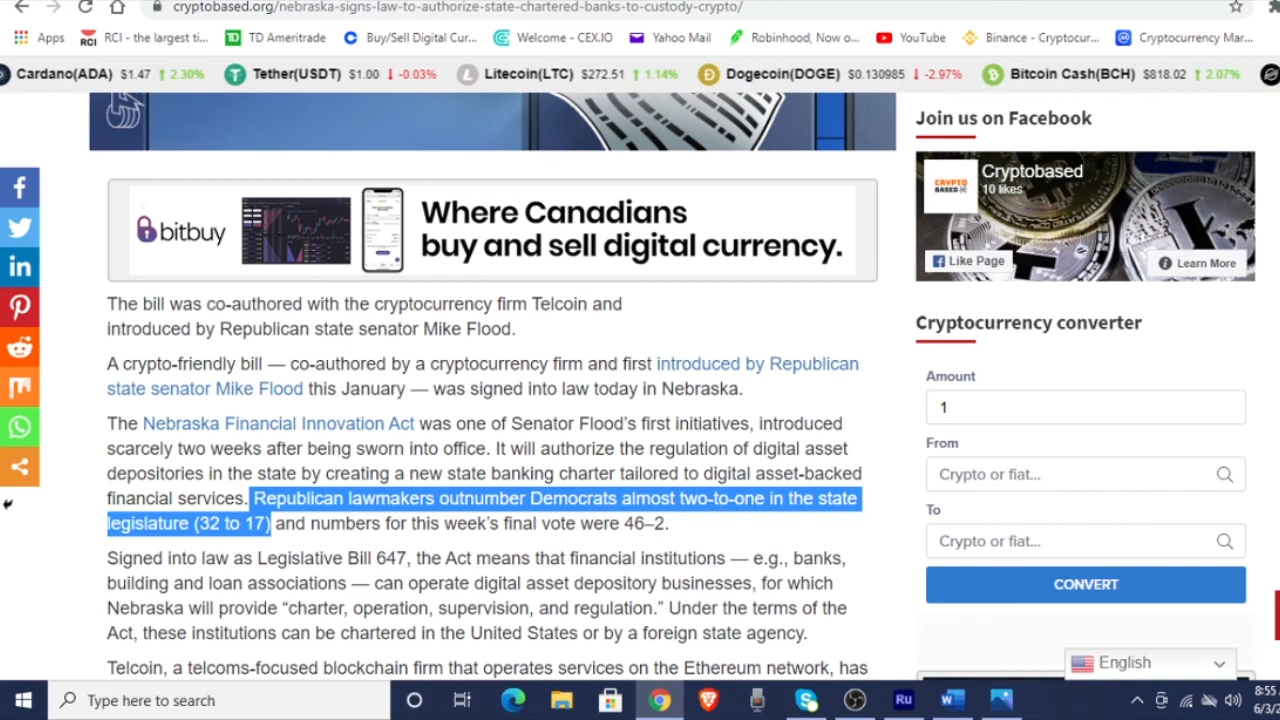 cryptobased.org/nebraska-signs-law-to-authorize-state-chartered-banks-to-custody-crypto/
Apps RCI RCI - the largest ti... TD Ameritrade Buy/Sell Digital Cur... Welcome - CEX.IO Yahoo Mail Robinhood, Now o... YouTube Binance - Cryptocur... Cryptocurrency Mar...
Cardano(ADA) $1.47 ↑ 2.30% Tether(USDT) $1.00 ↓ -0.03% Litecoin(LTC) $272.51 ↑ 1.14% Dogecoin(DOGE) $0.130985 ↓ -2.97% Bitcoin Cash(BCH) $818.02 ↑ 2.07%
bitbuy
Where Canadians
buy and sell digital currency.
The bill was co-authored with the cryptocurrency firm Telcoin and
introduced by Republican state senator Mike Flood.
A crypto-friendly bill — co-authored by a cryptocurrency firm and first introduced by Republican
state senator Mike Flood this January — was signed into law today in Nebraska.
The Nebraska Financial Innovation Act was one of Senator Flood's first initiatives, introduced
scarcely two weeks after being sworn into office. It will authorize the regulation of digital asset
depositories in the state by creating a new state banking charter tailored to digital asset-backed
financial services. Republican lawmakers outnumber Democrats almost two-to-one in the state
legislature (32 to 17) and numbers for this week's final vote were 46–2.
Signed into law as Legislative Bill 647, the Act means that financial institutions — e.g., banks,
building and loan associations — can operate digital asset depository businesses, for which
Nebraska will provide “charter, operation, supervision, and regulation.” Under the terms of the
Act, these institutions can be chartered in the United States or by a foreign state agency.
Telcoin, a telcoms-focused blockchain firm that operates services on the Ethereum network, has
Join us on Facebook
CRYPTO
BASED
Cryptobased
10 likes
Like Page
Learn More
Cryptocurrency converter
Amount
1
From
Crypto or fiat...
To
Crypto or fiat...
CONVERT
English
Type here to search
8:55
6/3/2